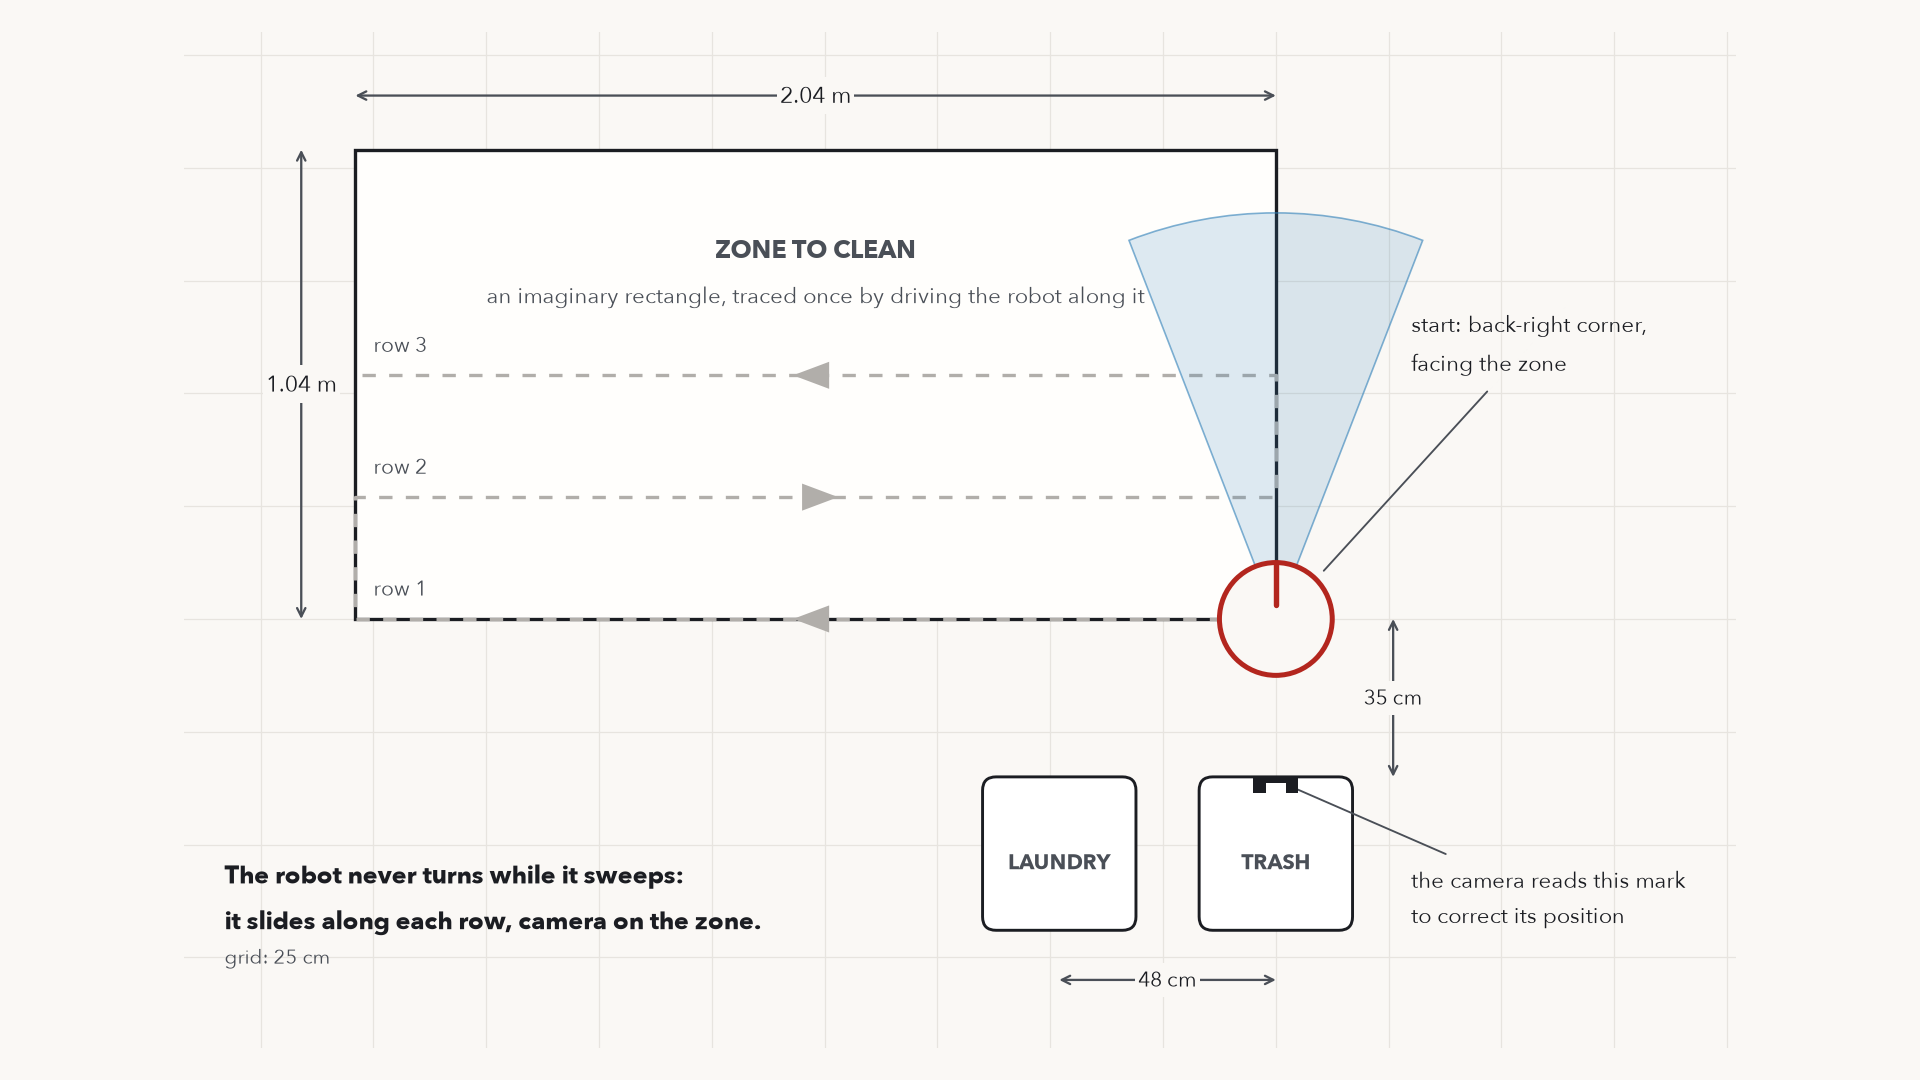 2.04 m
ZONE TO CLEAN
an imaginary rectangle, traced once by driving the robot along it
start: back-right corner,
facing the zone
row 3
1.04 m
row 2
row 1
35 cm
LAUNDRY
TRASH
the camera reads this mark
to correct its position
The robot never turns while it sweeps:
it slides along each row, camera on the zone.
grid: 25 cm
48 cm